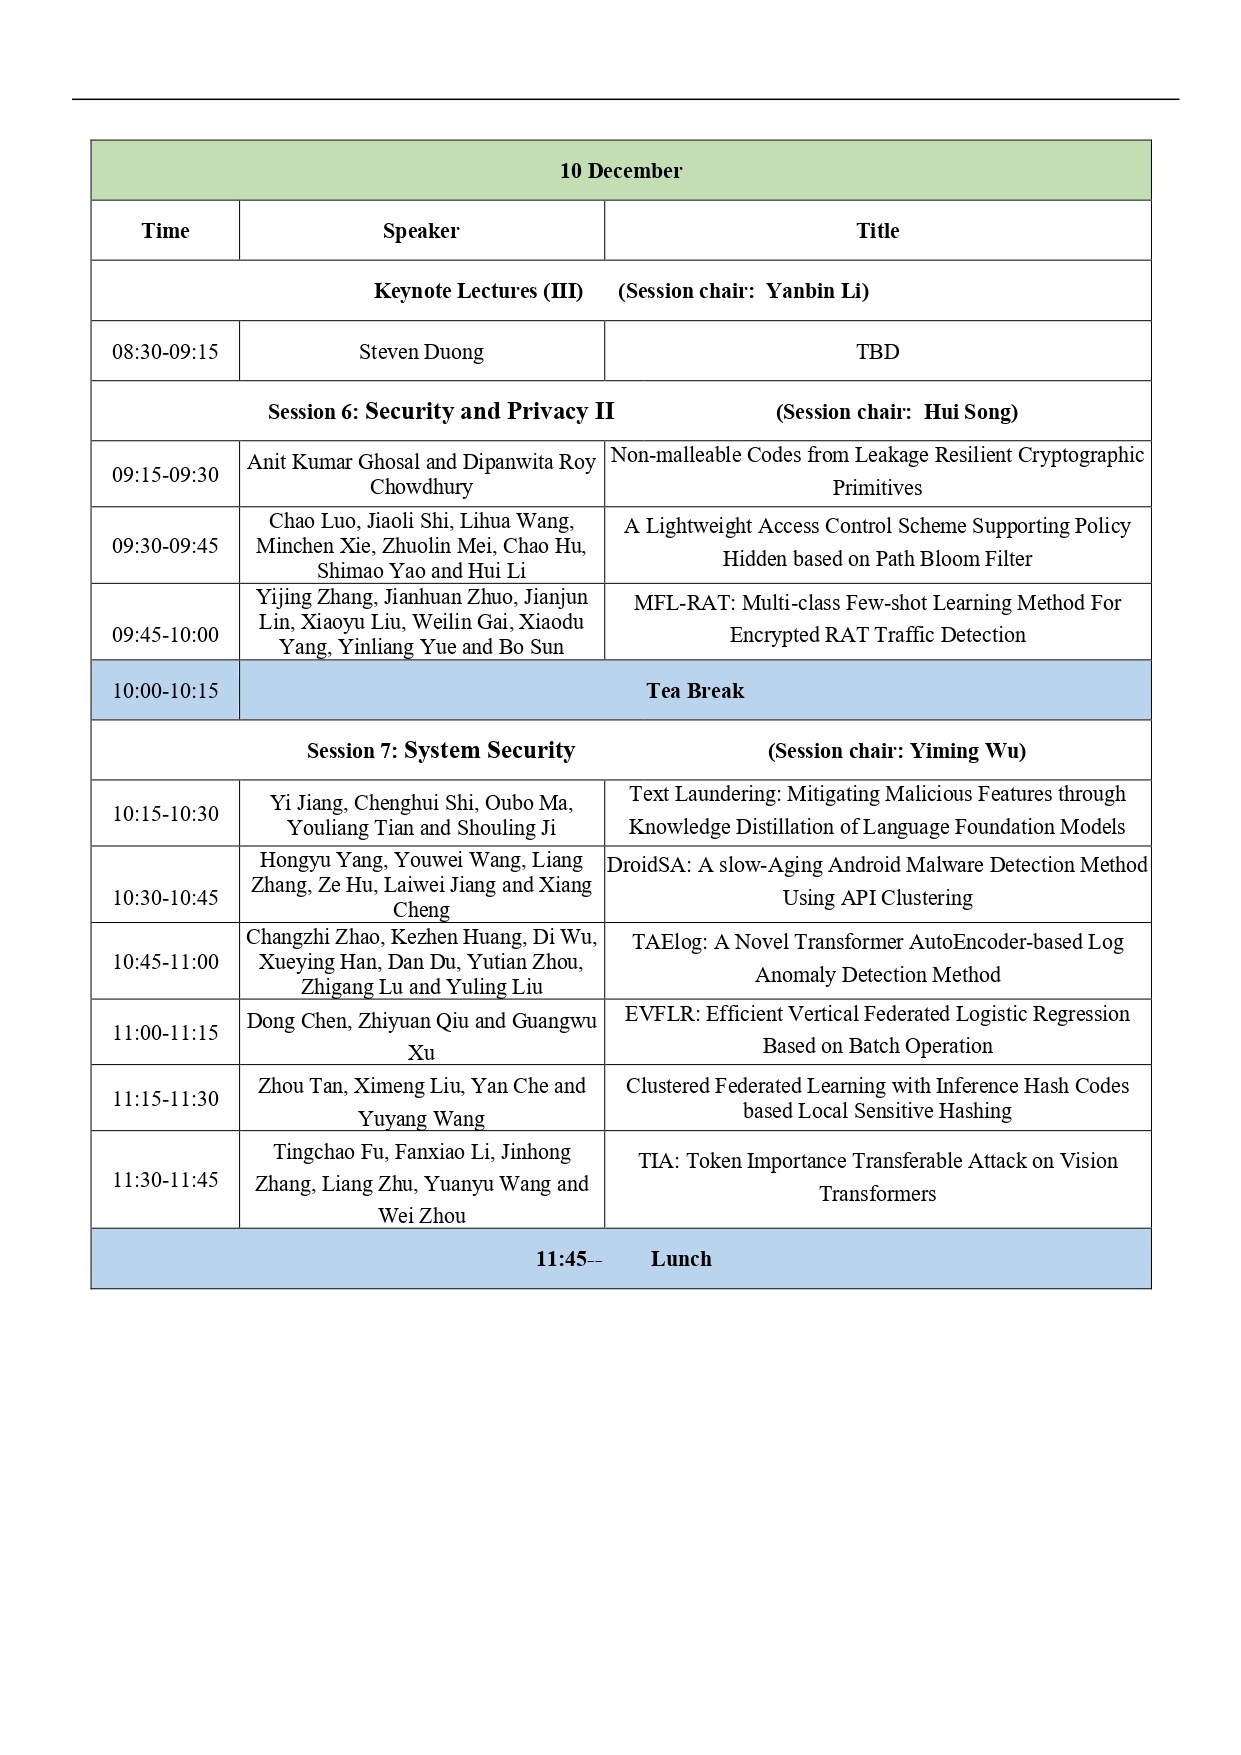 10 December
Time Speaker Title
Keynote Lectures (III) (Session chair: Yanbin Li)
08:30-09:15 Steven Duong TBD
Session 6: Security and Privacy II (Session chair: Hui Song)
09:15-09:30
Anit Kumar Ghosal and Dipanwita Roy
Chowdhury
Non-malleable Codes from Leakage Resilient Cryptographic
Primitives
09:30-09:45
Chao Luo, Jiaoli Shi, Lihua Wang,
Minchen Xie, Zhuolin Mei, Chao Hu,
Shimao Yao and Hui Li
A Lightweight Access Control Scheme Supporting Policy
Hidden based on Path Bloom Filter
09:45-10:00
Yijing Zhang, Jianhuan Zhuo, Jianjun
Lin, Xiaoyu Liu, Weilin Gai, Xiaodu
Yang, Yinliang Yue and Bo Sun
MFL-RAT: Multi-class Few-shot Learning Method For
Encrypted RAT Traffic Detection
10:00-10:15 Tea Break
Session 7: System Security (Session chair: Yiming Wu)
10:15-10:30
Yi Jiang, Chenghui Shi, Oubo Ma,
Youliang Tian and Shouling Ji
Text Laundering: Mitigating Malicious Features through
Knowledge Distillation of Language Foundation Models
10:30-10:45
Hongyu Yang, Youwei Wang, Liang
Zhang, Ze Hu, Laiwei Jiang and Xiang
Cheng
DroidSA: A slow-Aging Android Malware Detection Method
Using API Clustering
10:45-11:00
Changzhi Zhao, Kezhen Huang, Di Wu,
Xueying Han, Dan Du, Yutian Zhou,
Zhigang Lu and Yuling Liu
TAElog: A Novel Transformer AutoEncoder-based Log
Anomaly Detection Method
11:00-11:15
Dong Chen, Zhiyuan Qiu and Guangwu
Xu
EVFLR: Efficient Vertical Federated Logistic Regression
Based on Batch Operation
11:15-11:30
Zhou Tan, Ximeng Liu, Yan Che and
Yuyang Wang
Clustered Federated Learning with Inference Hash Codes
based Local Sensitive Hashing
11:30-11:45
Tingchao Fu, Fanxiao Li, Jinhong
Zhang, Liang Zhu, Yuanyu Wang and
Wei Zhou
TIA: Token Importance Transferable Attack on Vision
Transformers
11:45-- Lunch